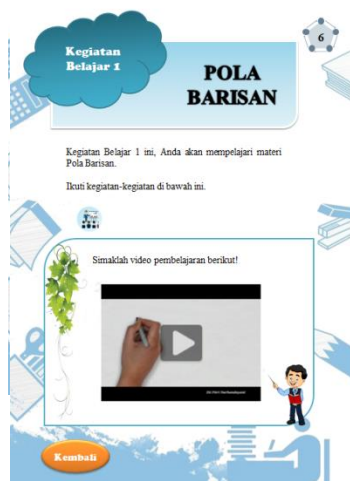 6
Kegiatan
Belajar 1
POLA
BARISAN
Kegiatan Belajar 1 ini, Anda akan mempelajari materi
Pola Barisan.
Ikuti kegiatan-kegiatan di bawah ini.
Simaklah video pembelajaran berikut!
Kembali